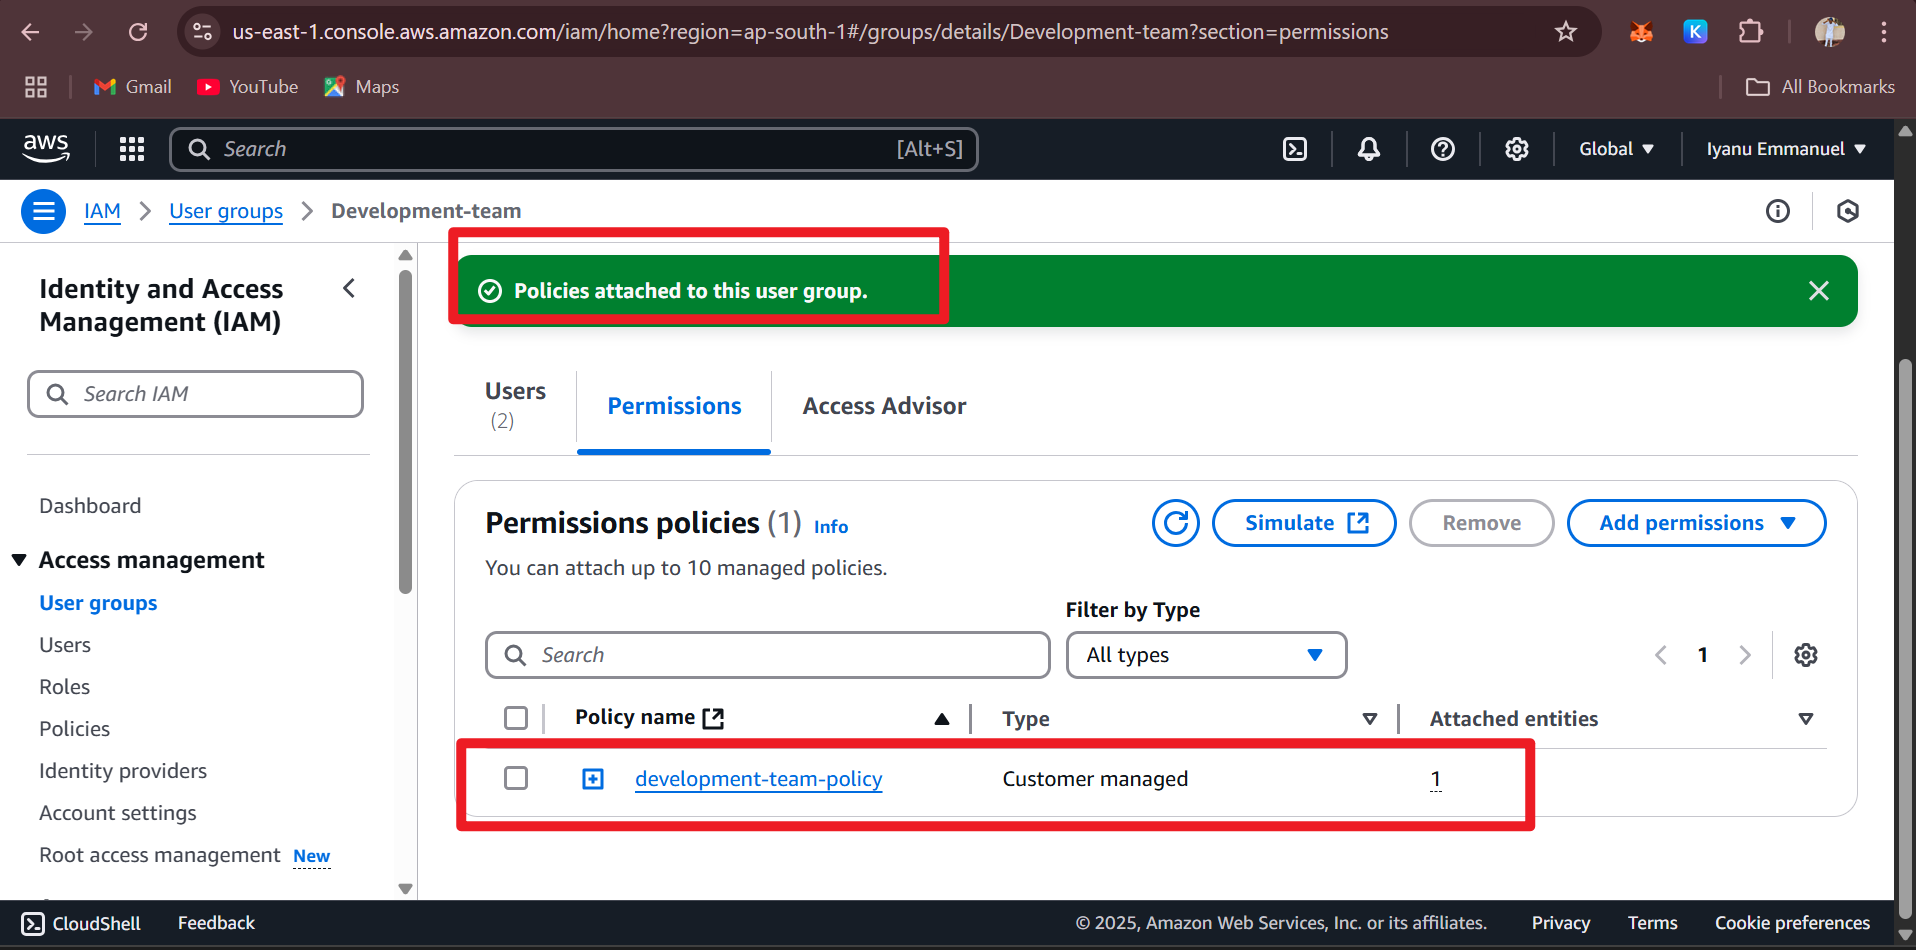 us-east-1.console.aws.amazon.com/iam/home?region=ap-south-1#/groups/details/Development-team?section=permissions
K
Gmail
YouTube
Maps
All Bookmarks
aws
Search
[Alt+S]
Global
Iyanu Emmanuel
IAM
User groups
Development-team
Identity and Access
Management (IAM)
Search IAM
Dashboard
Access management
User groups
Users
Roles
Policies
Identity providers
Account settings
Root access management New
Policies attached to this user group.
Users
(2)
Permissions
Access Advisor
Permissions policies (1) Info
Simulate
Remove
Add permissions
You can attach up to 10 managed policies.
Filter by Type
Search
All types
1
Policy name
Type
Attached entities
development-team-policy
Customer managed
1
CloudShell
Feedback
© 2025, Amazon Web Services, Inc. or its affiliates.
Privacy
Terms
Cookie preferences